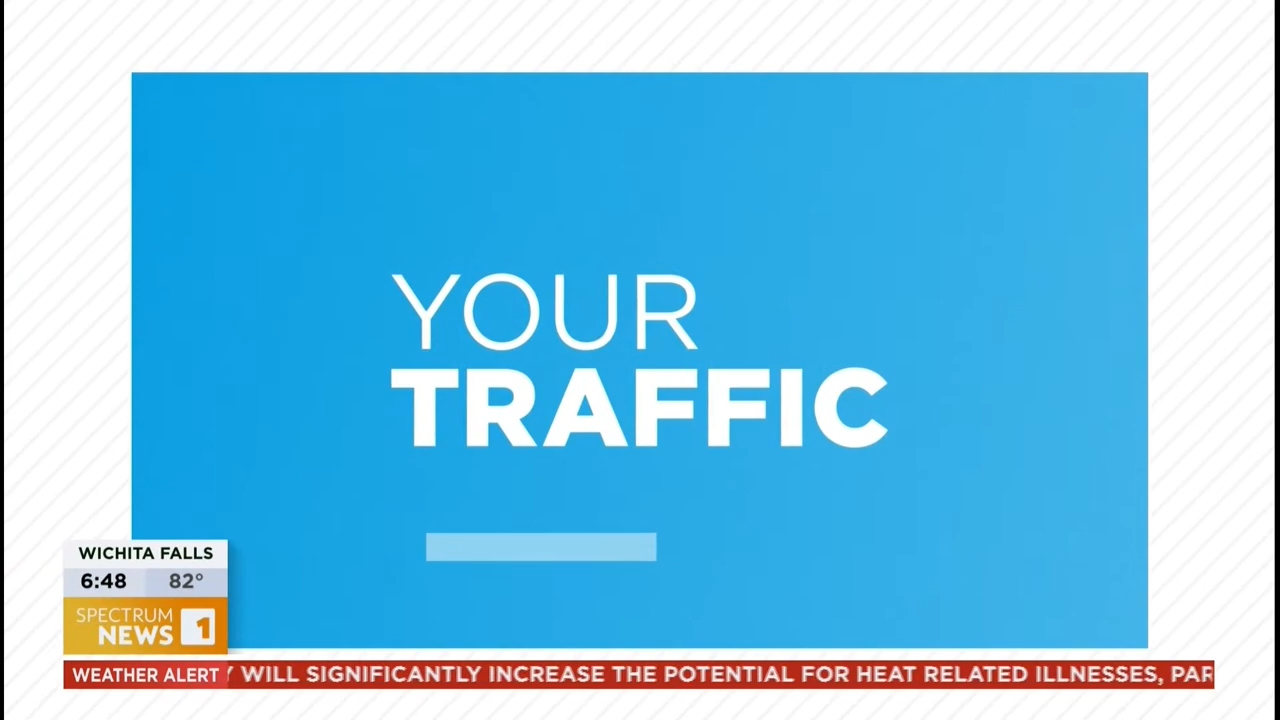 YOUR
TRAFFIC
WICHITA FALLS
6:48 82°
SPECTRUM
NEWS 1
WEATHER ALERT WILL SIGNIFICANTLY INCREASE THE POTENTIAL FOR HEAT RELATED ILLNESSES,